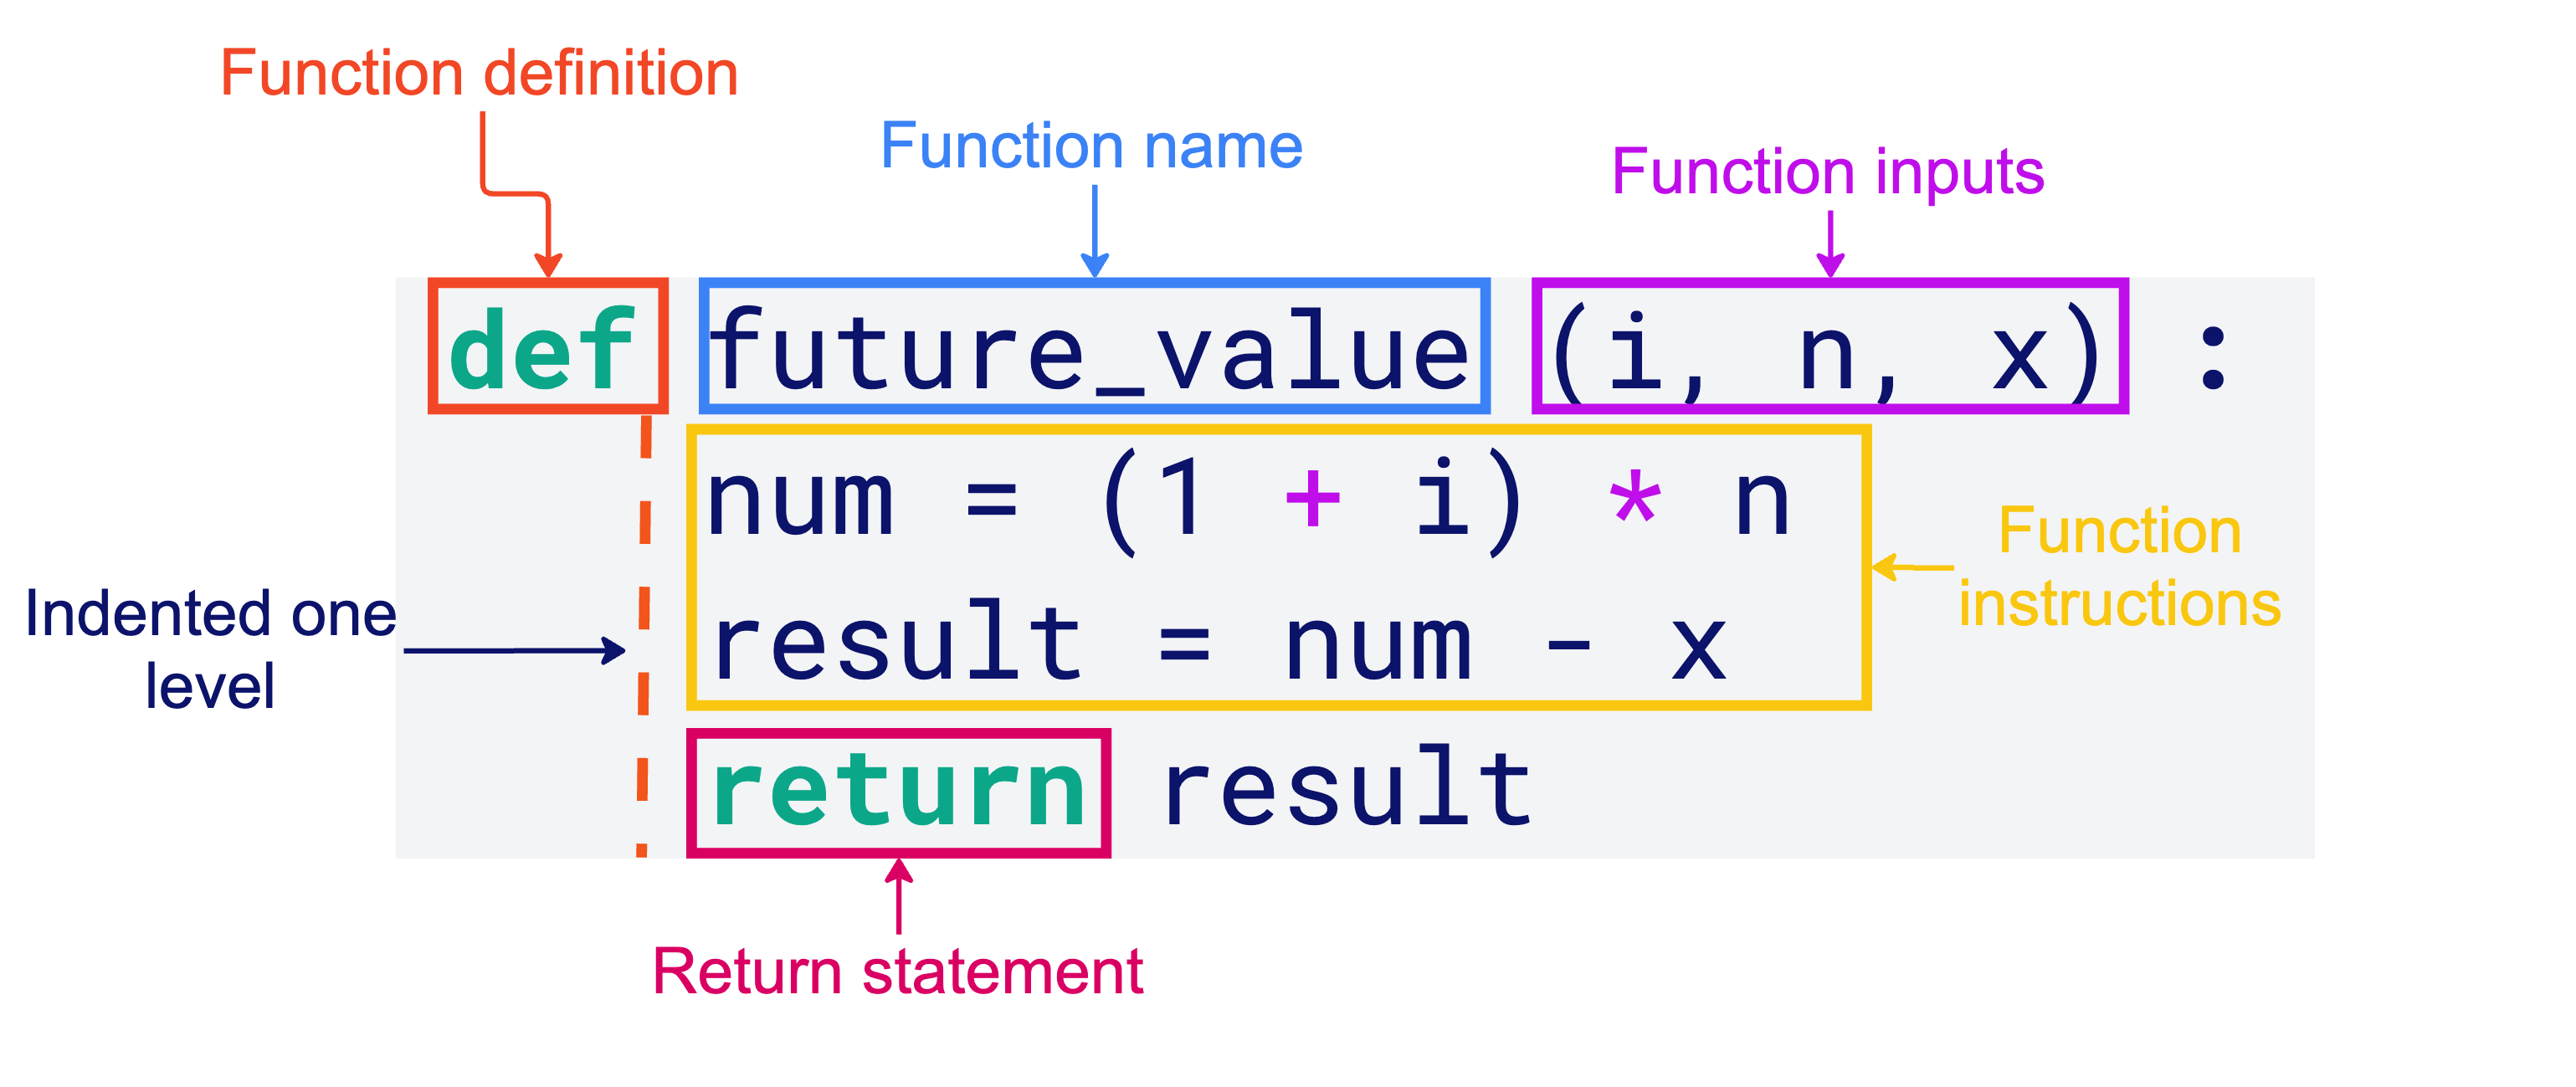 Function definition
Function name
Function inputs
def future_value (i, n, x) :
num = (1 + i) * n
result = num - x
return result
Indented one
level
Function
instructions
Return statement